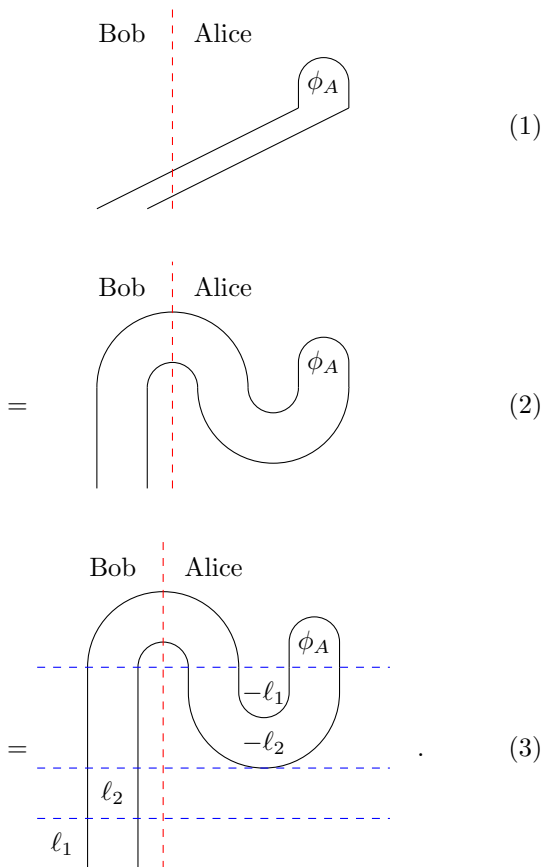 Bob Alice
ϕ_A
(1)
Bob Alice
ϕ_A
= (2)
Bob Alice
ϕ_A
−ℓ_1
−ℓ_2
= . (3)
ℓ_2
ℓ_1